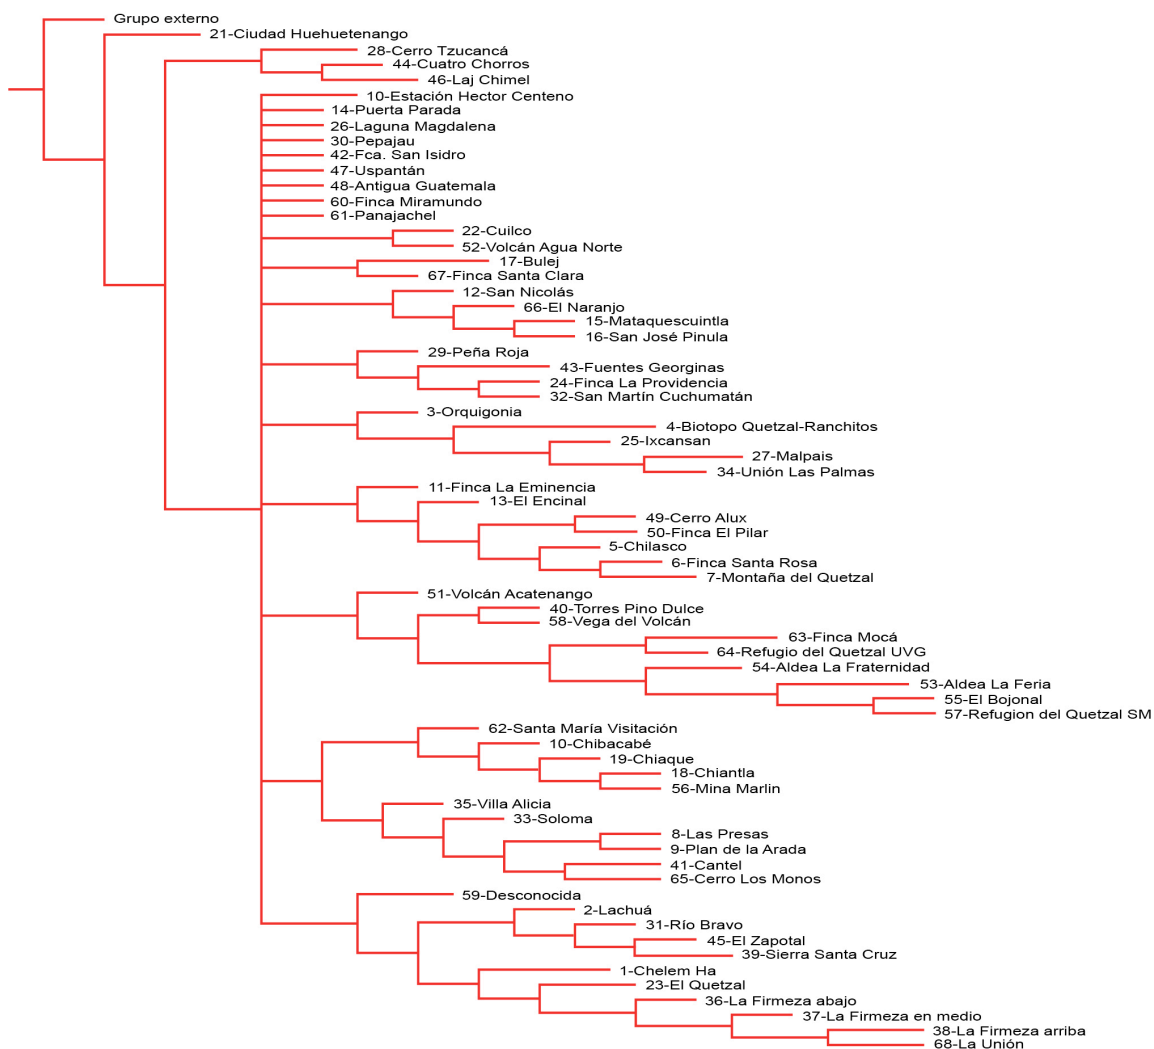 Grupo externo
21-Ciudad Huehuetenango
28-Cerro Tzucancá
44-Cuatro Chorros
46-Laj Chimel
10-Estación Hector Centeno
14-Puerta Parada
26-Laguna Magdalena
30-Pepajau
42-Fca. San Isidro
47-Uspantán
48-Antigua Guatemala
60-Finca Miramundo
61-Panajachel
22-Cuilco
52-Volcán Agua Norte
17-Bulej
67-Finca Santa Clara
12-San Nicolás
66-El Naranjo
15-Mataquescuintla
16-San José Pinula
29-Peña Roja
43-Fuentes Georginas
24-Finca La Providencia
32-San Martín Cuchumatán
3-Orquigonia
4-Biotopo Quetzal-Ranchitos
25-Ixcansan
27-Malpais
34-Unión Las Palmas
11-Finca La Eminencia
13-El Encinal
49-Cerro Alux
50-Finca El Pilar
5-Chilasco
6-Finca Santa Rosa
7-Montaña del Quetzal
51-Volcán Acatenango
40-Torres Pino Dulce
58-Vega del Volcán
63-Finca Mocá
64-Refugio del Quetzal UVG
54-Aldea La Fraternidad
53-Aldea La Feria
55-El Bojonal
57-Refugion del Quetzal SM
62-Santa María Visitación
10-Chibacabé
19-Chiaque
18-Chiantla
56-Mina Marlin
35-Villa Alicia
33-Soloma
8-Las Presas
9-Plan de la Arada
41-Cantel
65-Cerro Los Monos
59-Desconocida
2-Lachuá
31-Río Bravo
45-El Zapotal
39-Sierra Santa Cruz
1-Chelem Ha
23-El Quetzal
36-La Firmeza abajo
37-La Firmeza en medio
38-La Firmeza arriba
68-La Unión